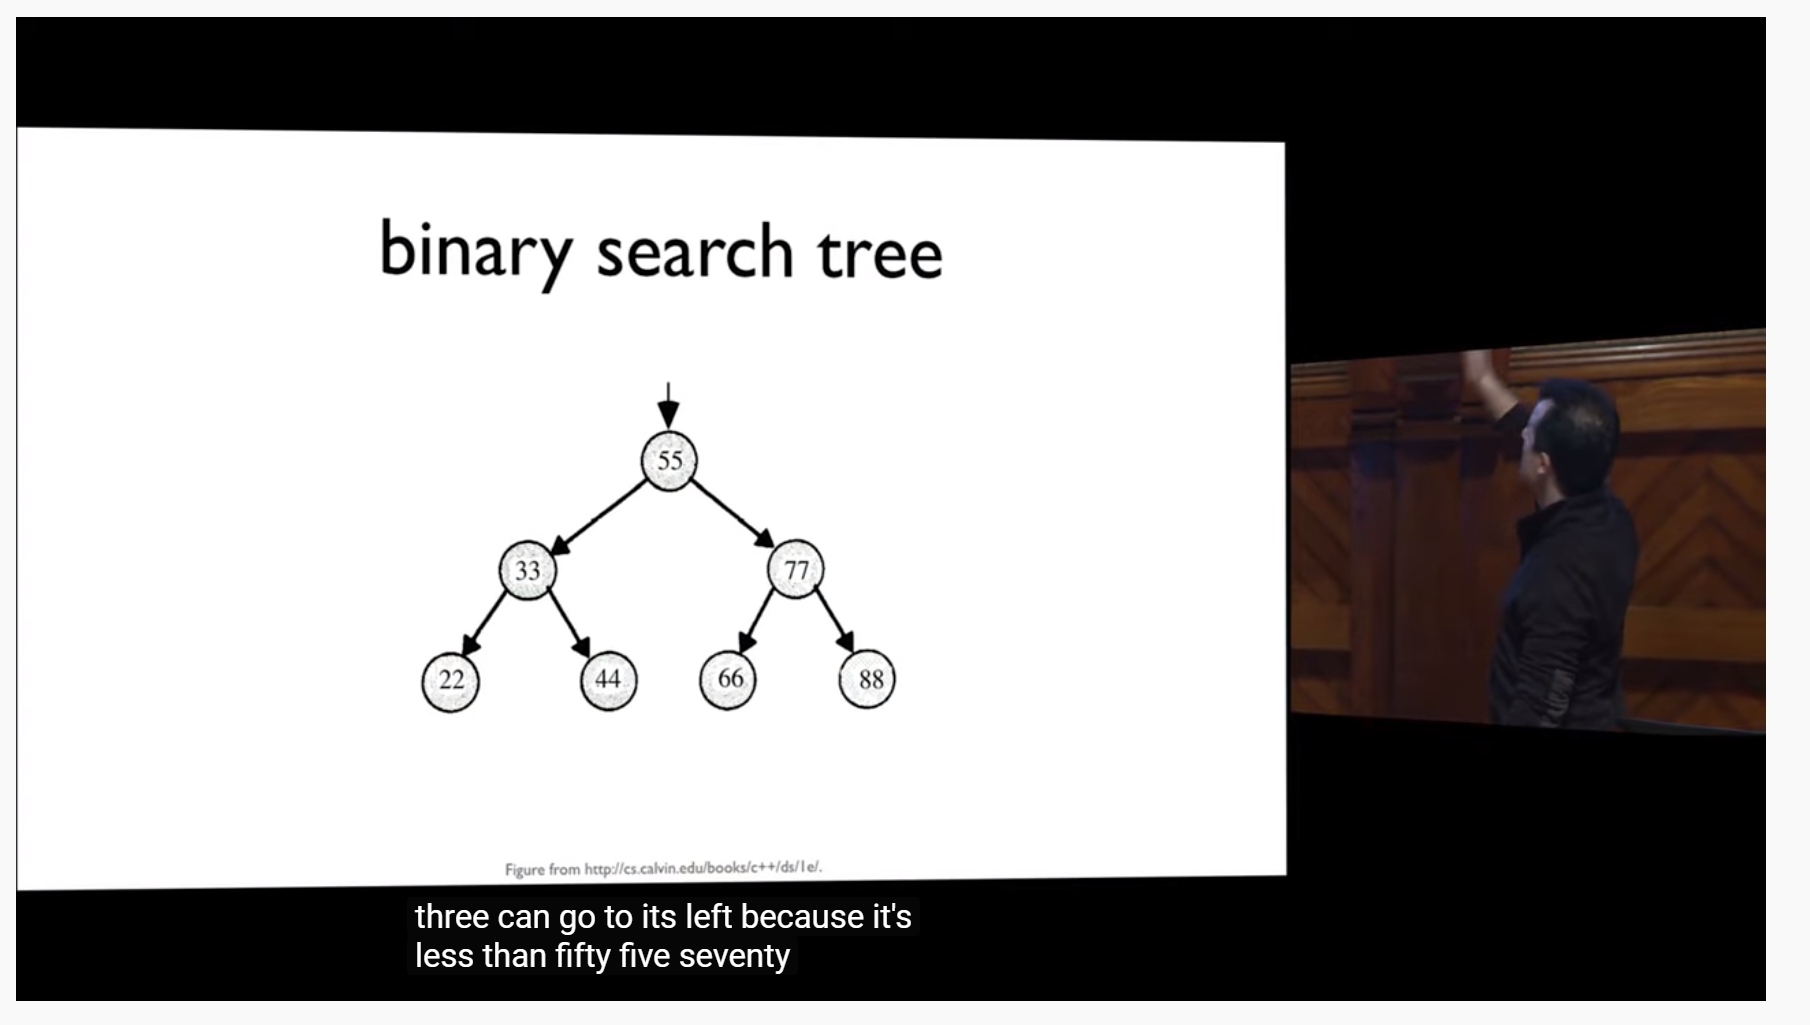 binary search tree
55
33
77
22
44
66
88
Figure from http://cs.calvin.edu/books/c++/ds/1e/.
three can go to its left because it's
less than fifty five seventy